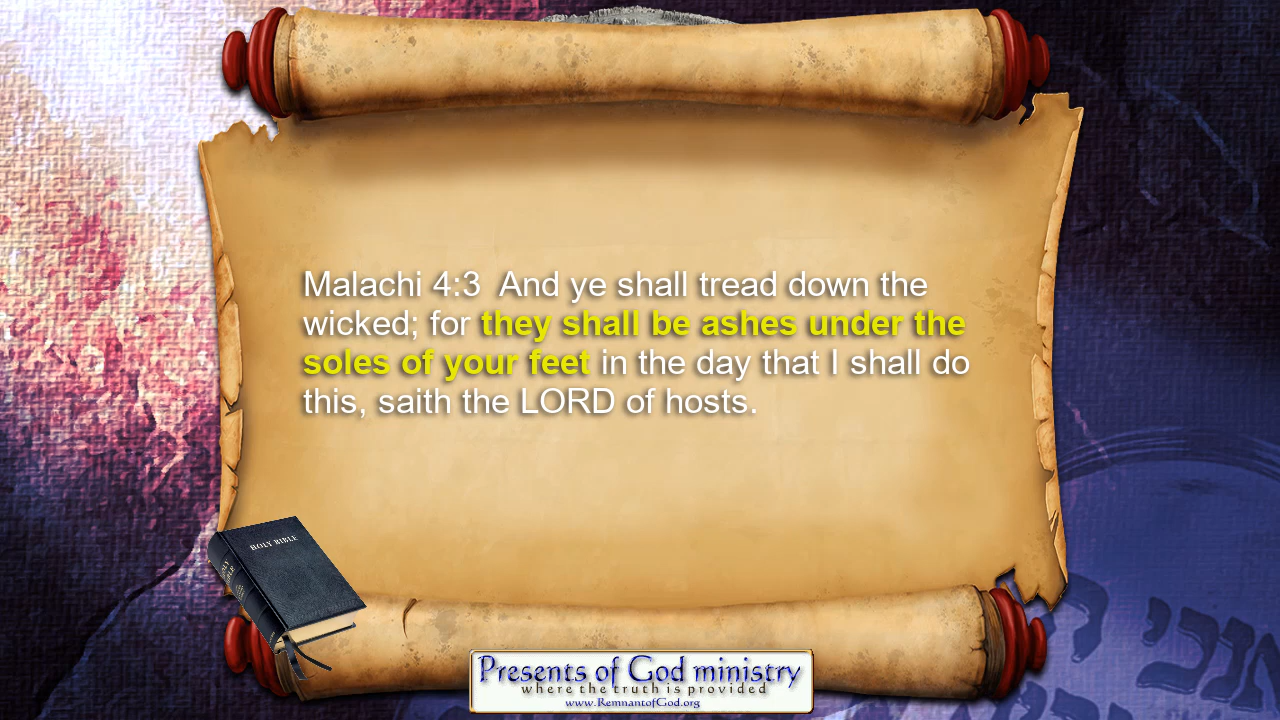 Malachi 4:3  And ye shall tread down the
wicked; for they shall be ashes under the
soles of your feet in the day that I shall do
this, saith the LORD of hosts.
HOLY BIBLE
Presents of God ministry
where the truth is provided
www.RemnantofGod.org